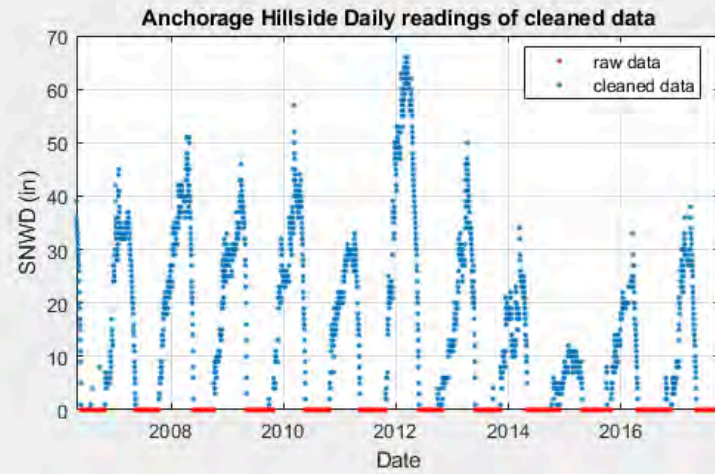 Anchorage Hillside Daily readings of cleaned data
70
60
50
40
30
20
10
0
SNWD (in)
raw data
cleaned data
2008 2010 2012 2014 2016
Date